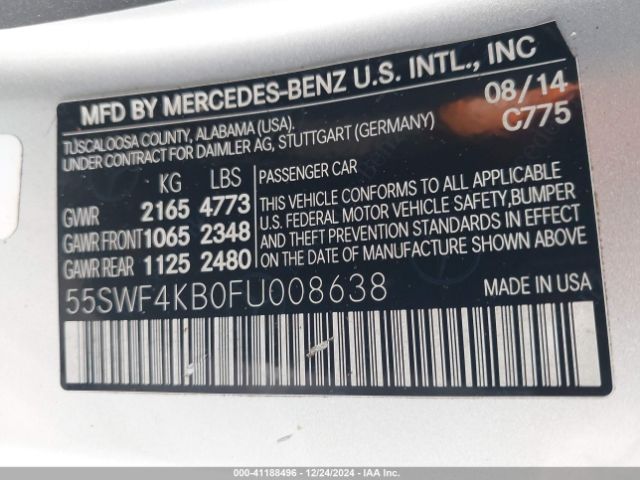 MFD BY MERCEDES-BENZ U.S. INTL., INC
08/14
TUSCALOOSA COUNTY, ALABAMA (USA)
UNDER CONTRACT FOR DAIMLER AG, STUTTGART (GERMANY)
C775
KG LBS
GVWR 2165 4773
GAWR FRONT 1065 2348
GAWR REAR 1125 2480
PASSENGER CAR
THIS VEHICLE CONFORMS TO ALL APPLICABLE
U.S. FEDERAL MOTOR VEHICLE SAFETY,BUMPER
AND THEFT PREVENTION STANDARDS IN EFFECT
ON THE DATE OF MANUFACTURE SHOWN ABOVE
55SWF4KB0FU008638
MADE IN USA
000-41188496 - 12/24/2024 - IAAI.COM